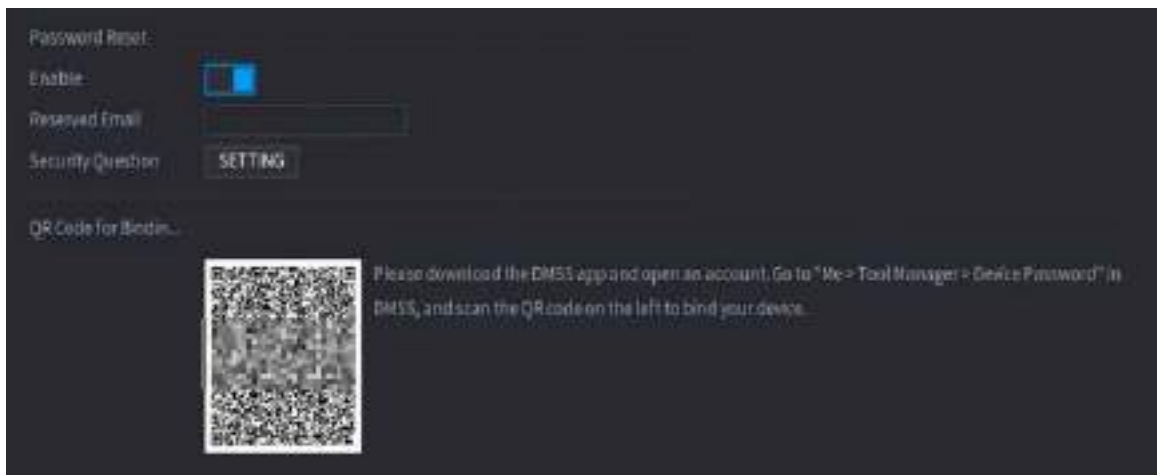 Password Reset
Enable
Reserved Email
Security Question
SETTING
QR Code for Bindin...
Please download the DMSS app and open an account. Go to "Me > Tool Manager > Device Password" in
DMSS, and scan the QR code on the left to bind your device.